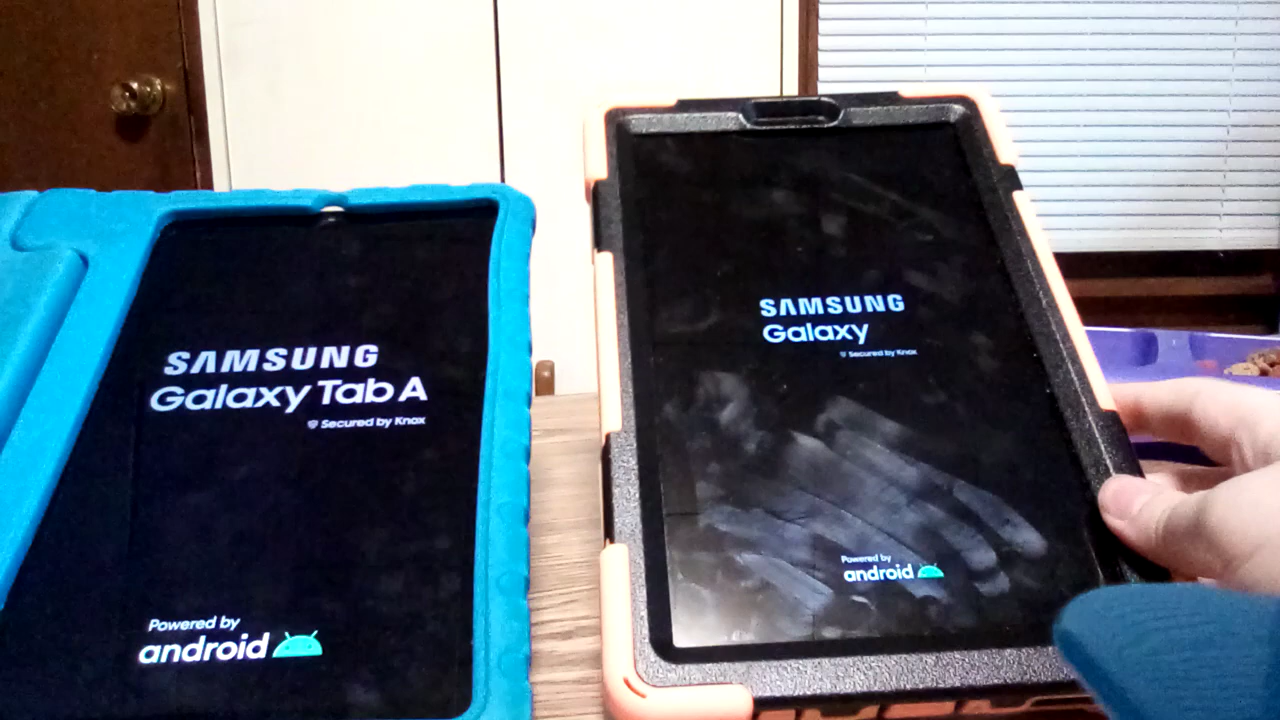 SAMSUNG
Galaxy Tab A
Secured by Knox
Powered by
android
SAMSUNG
Galaxy
Secured by Knox
Powered by
android